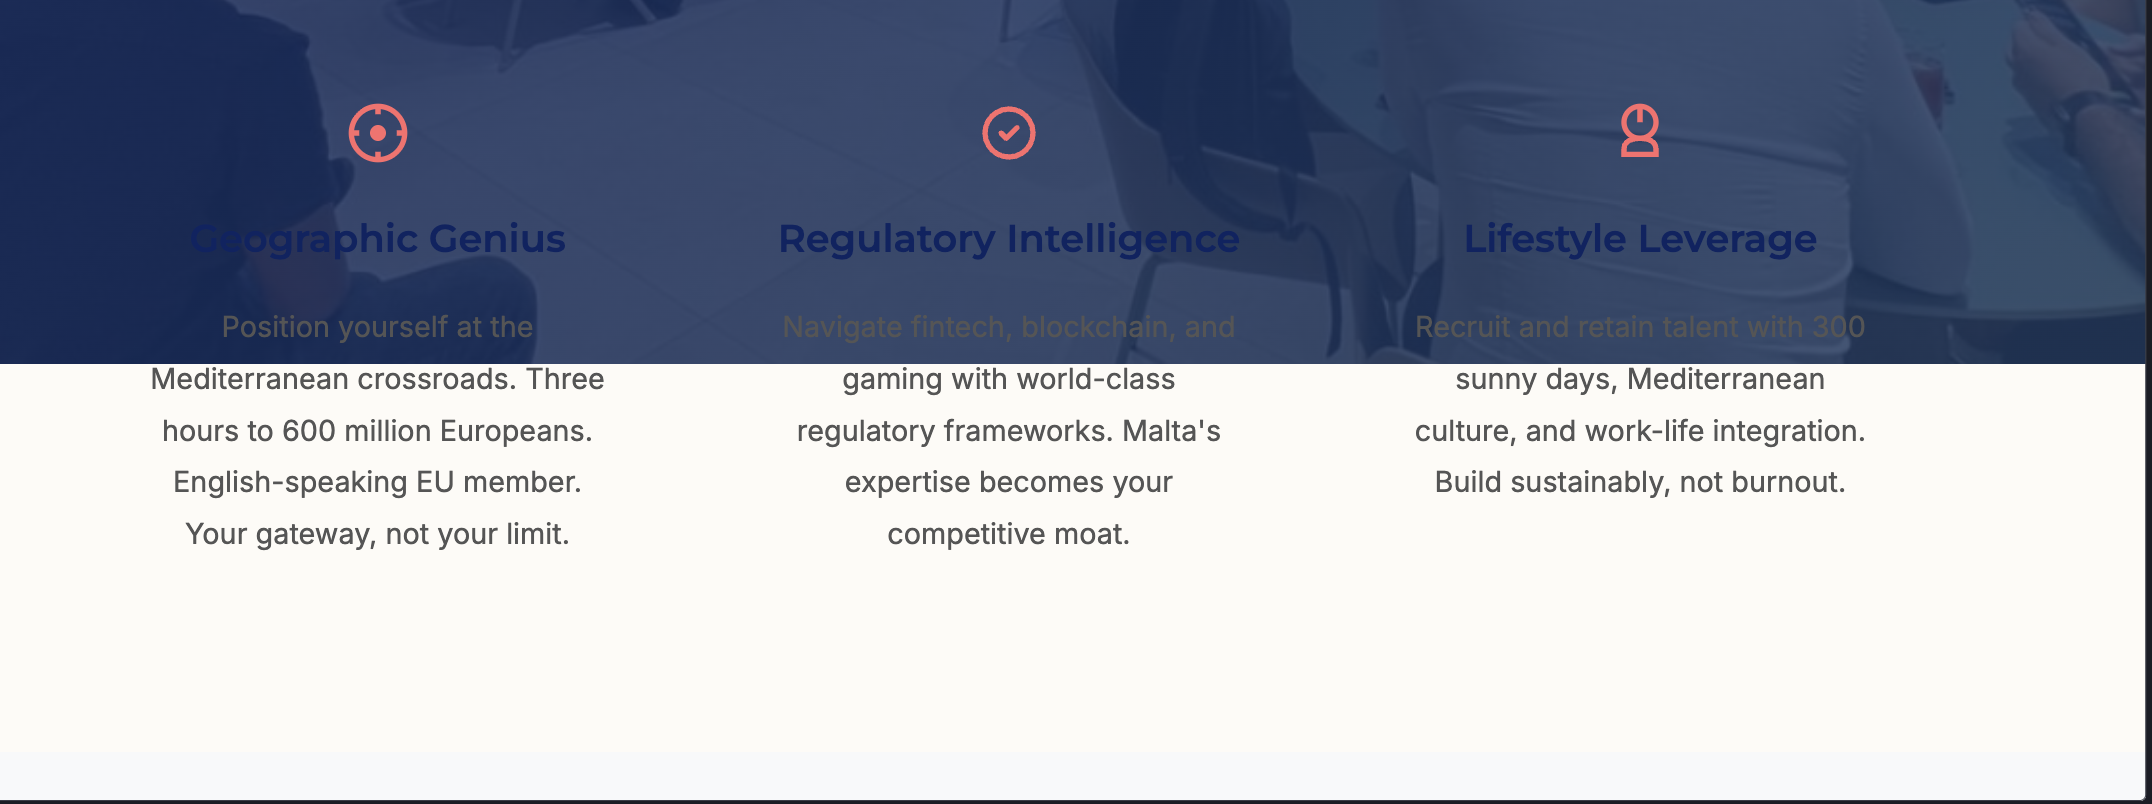 Geographic Genius
Position yourself at the
Mediterranean crossroads. Three
hours to 600 million Europeans.
English-speaking EU member.
Your gateway, not your limit.
Regulatory Intelligence
Navigate fintech, blockchain, and
gaming with world-class
regulatory frameworks. Malta's
expertise becomes your
competitive moat.
Lifestyle Leverage
Recruit and retain talent with 300
sunny days, Mediterranean
culture, and work-life integration.
Build sustainably, not burnout.